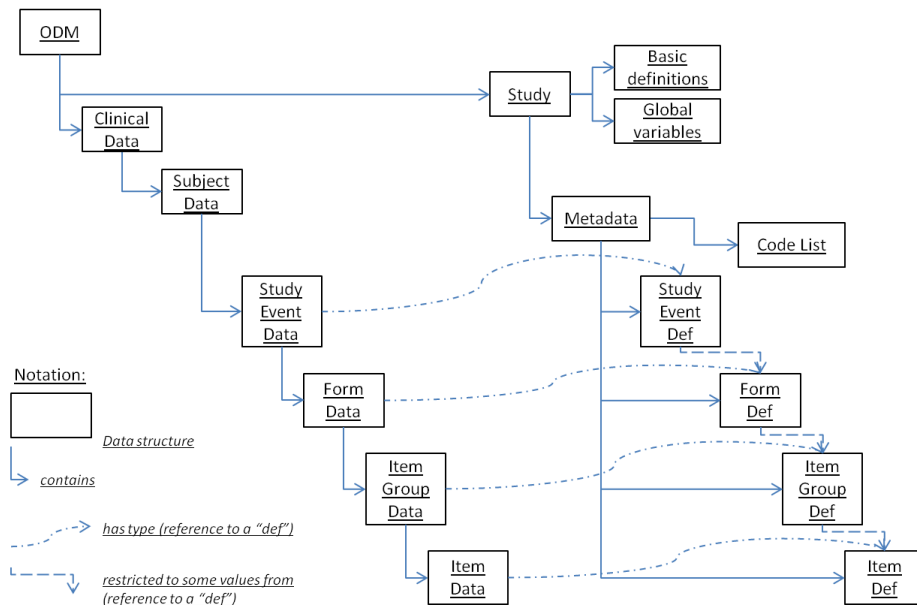 ODM
Basic
definitions
Study
Global
variables
Clinical
Data
Subject
Data
Metadata
Code List
Study
Event
Data
Study
Event
Def
Notation:
Form
Data
Form
Def
Data structure
contains
Item
Group
Data
Item
Group
Def
has type (reference to a “def”)
Item
Data
Item
Def
restricted to some values from
(reference to a “def”)